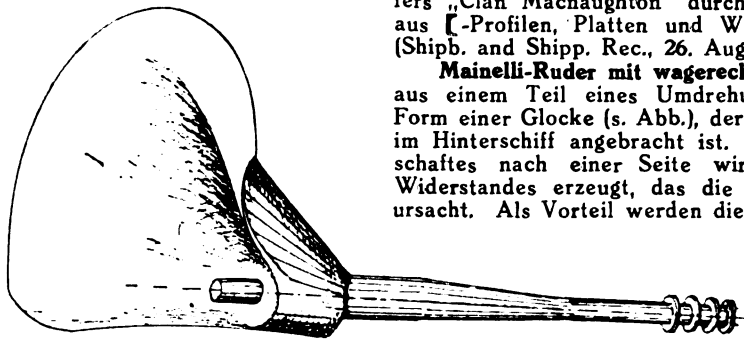 fers „Clan Macnaughton" durch
aus [-Profilen, Platten und W
(Shipb. and Shipp. Rec., 26. Aug
Mainelli-Ruder mit wagerech
aus einem Teil eines Umdrehu
Form einer Glocke (s. Abb.), der
im Hinterschiff angebracht ist.
schaftes nach einer Seite wir
Widerstandes erzeugt, das die
ursacht. Als Vorteil werden die